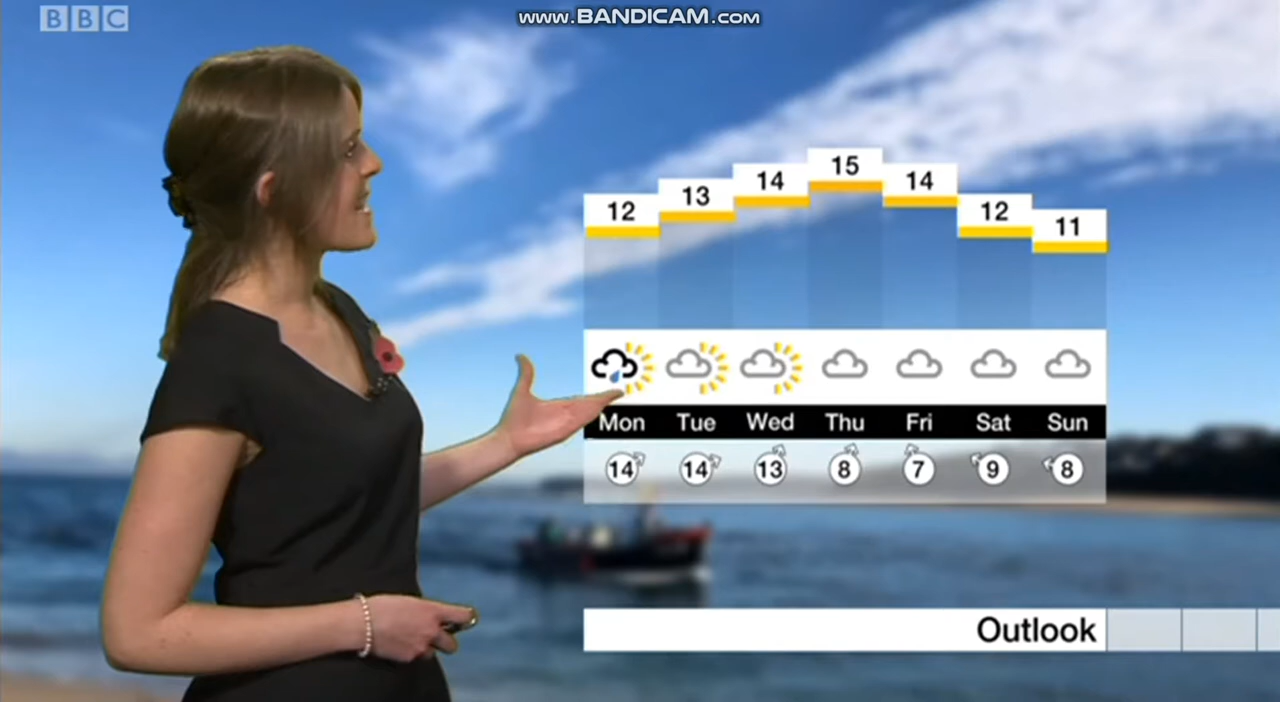 BBC
www.BANDICAM.com
12 13 14 15 14 12 11
Mon Tue Wed Thu Fri Sat Sun
14 14 13 8 7 9 8
Outlook